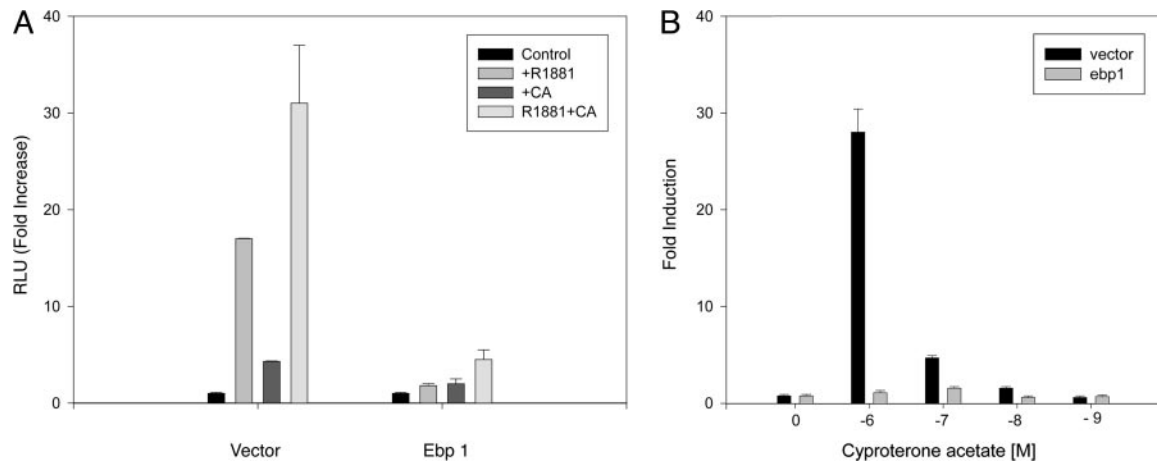 A
40
30
20
10
0
RLU (Fold Increase)
Control
+R1881
+CA
R1881+CA
Vector
Ebp 1
B
40
30
20
10
0
Fold Induction
vector
ebp1
0
-6
-7
-8
- 9
Cyproterone acetate [M]